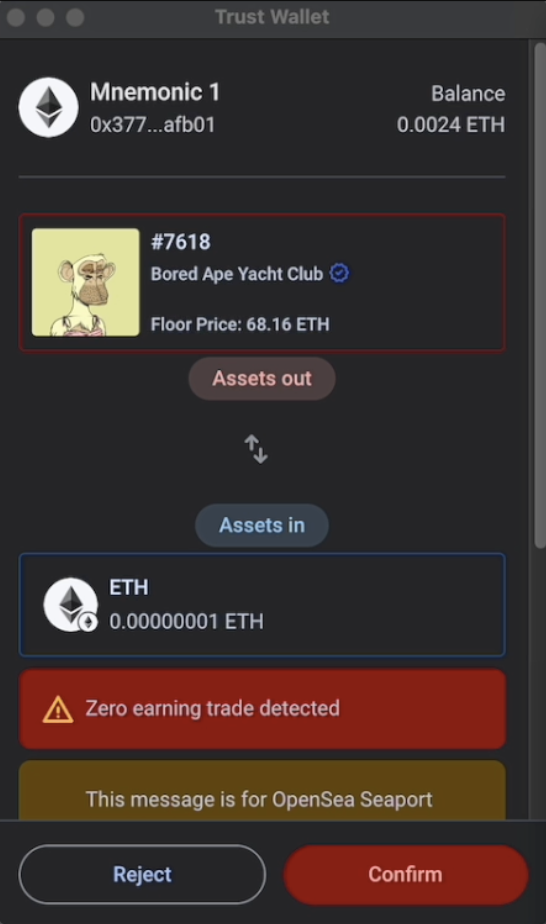 Trust Wallet
Mnemonic 1
Balance
0x377...afb01
0.0024 ETH
#7618
Bored Ape Yacht Club
Floor Price: 68.16 ETH
Assets out
Assets in
ETH
0.00000001 ETH
Zero earning trade detected
This message is for OpenSea Seaport
Reject
Confirm